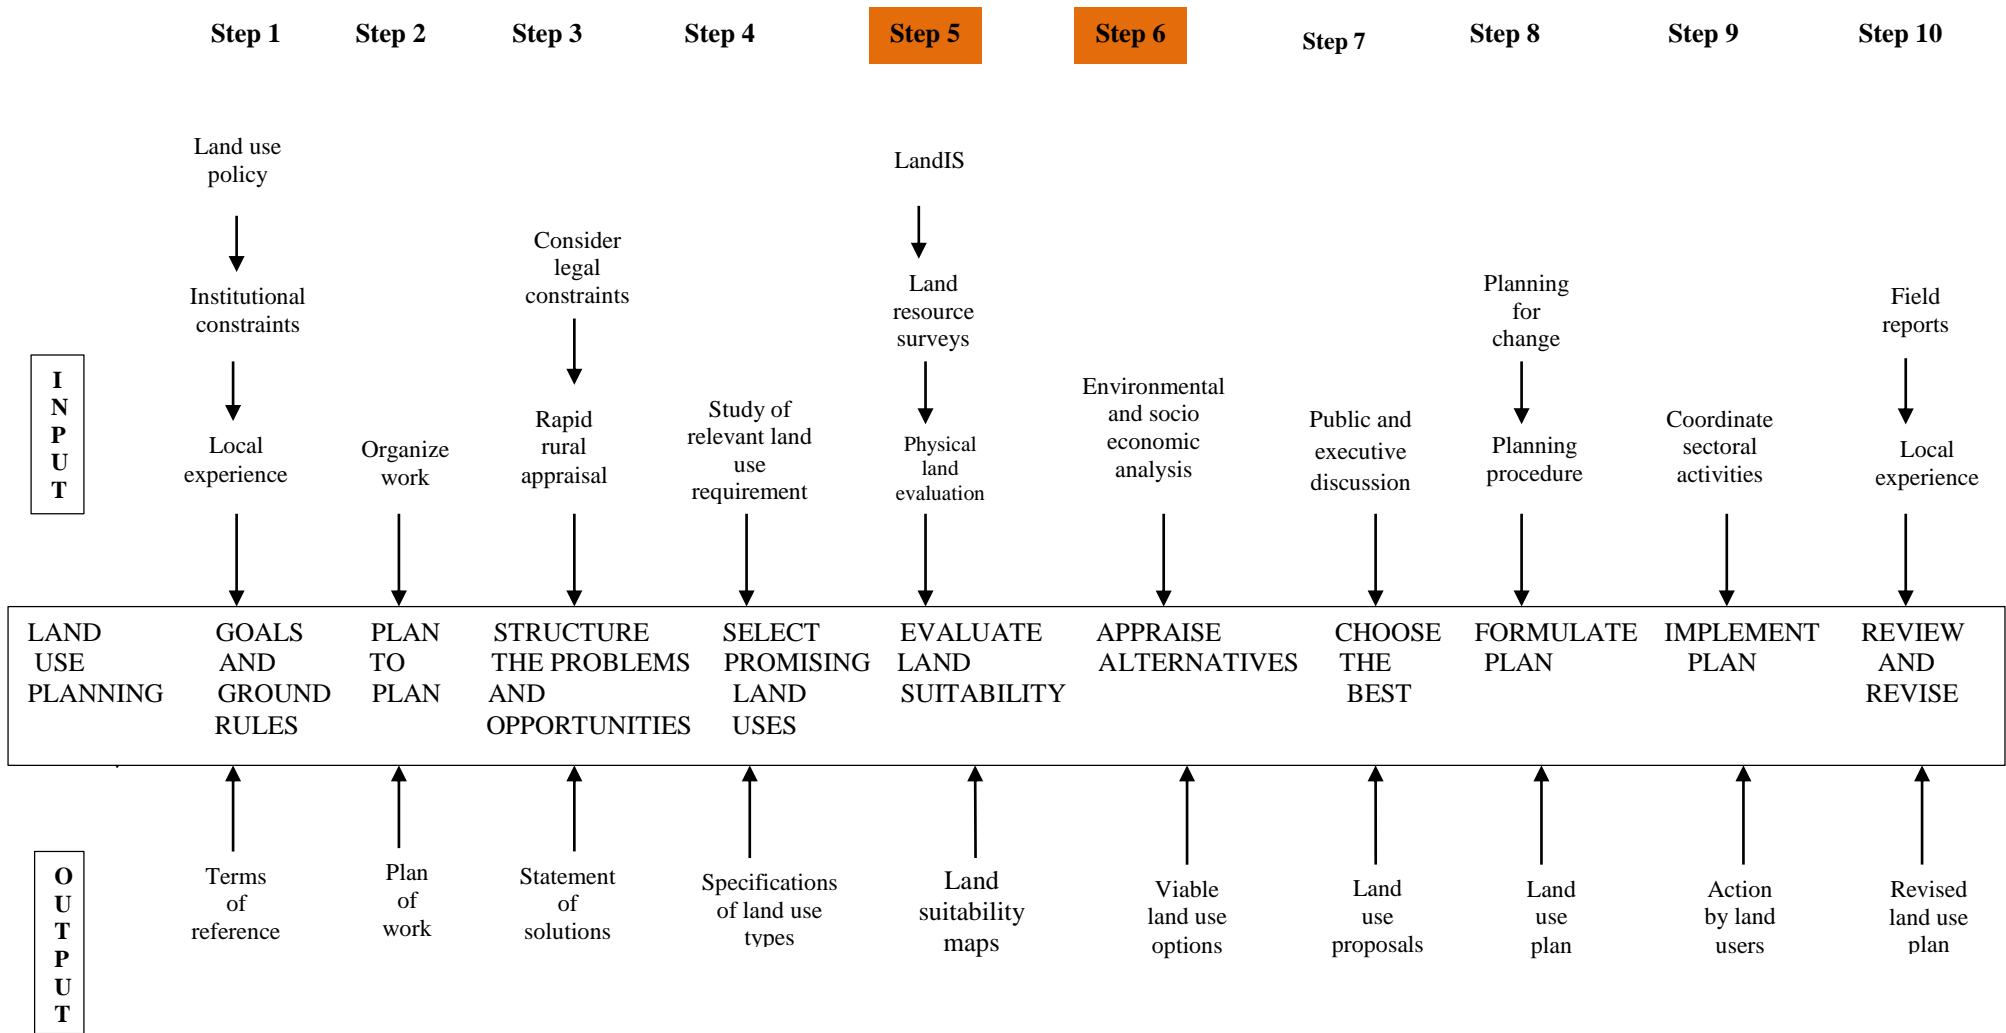 Step 1 Step 2 Step 3 Step 4 Step 5 Step 6 Step 7 Step 8 Step 9 Step 10
Land use
policy
Institutional
constraints
Local
experience
Organize
work
Consider
legal
constraints
Rapid
rural
appraisal
Study of
relevant land
use
requirement
LandIS
Land
resource
surveys
Physical
land
evaluation
Environmental
and socio
economic
analysis
Public and
executive
discussion
Planning
for
change
Planning
procedure
Coordinate
sectoral
activities
Field
reports
Local
experience
I
N
P
U
T
LAND
USE
PLANNING
GOALS
AND
GROUND
RULES
PLAN
TO
PLAN
STRUCTURE
THE PROBLEMS
AND
OPPORTUNITIES
SELECT
PROMISING
LAND
USES
EVALUATE
LAND
SUITABILITY
APPRAISE
ALTERNATIVES
CHOOSE
THE
BEST
FORMULATE
PLAN
IMPLEMENT
PLAN
REVIEW
AND
REVISE
O
U
T
P
U
T
Terms
of
reference
Plan
of
work
Statement
of
solutions
Specifications
of land use
types
Land
suitability
maps
Viable
land use
options
Land
use
proposals
Land
use
plan
Action
by land
users
Revised
land use
plan